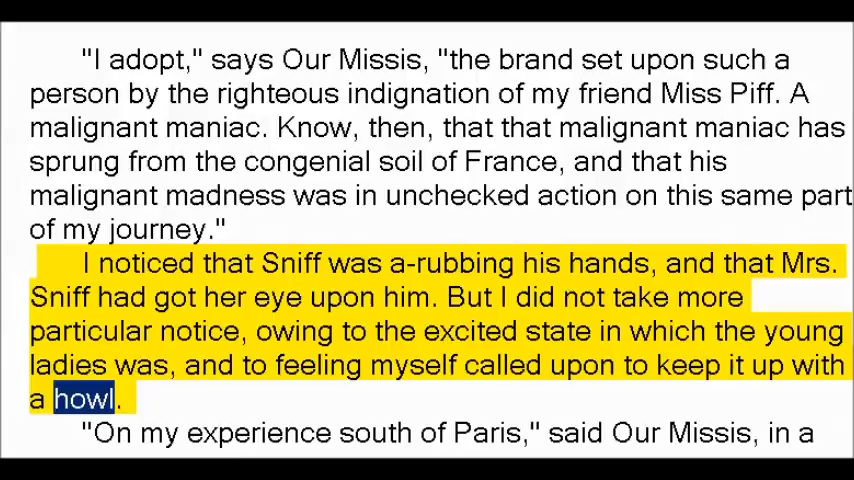 "I adopt," says Our Missis, "the brand set upon such a
person by the righteous indignation of my friend Miss Piff. A
malignant maniac. Know, then, that that malignant maniac has
sprung from the congenial soil of France, and that his
malignant madness was in unchecked action on this same part
of my journey."
I noticed that Sniff was a-rubbing his hands, and that Mrs.
Sniff had got her eye upon him. But I did not take more
particular notice, owing to the excited state in which the young
ladies was, and to feeling myself called upon to keep it up with
a howl.
"On my experience south of Paris," said Our Missis, in a